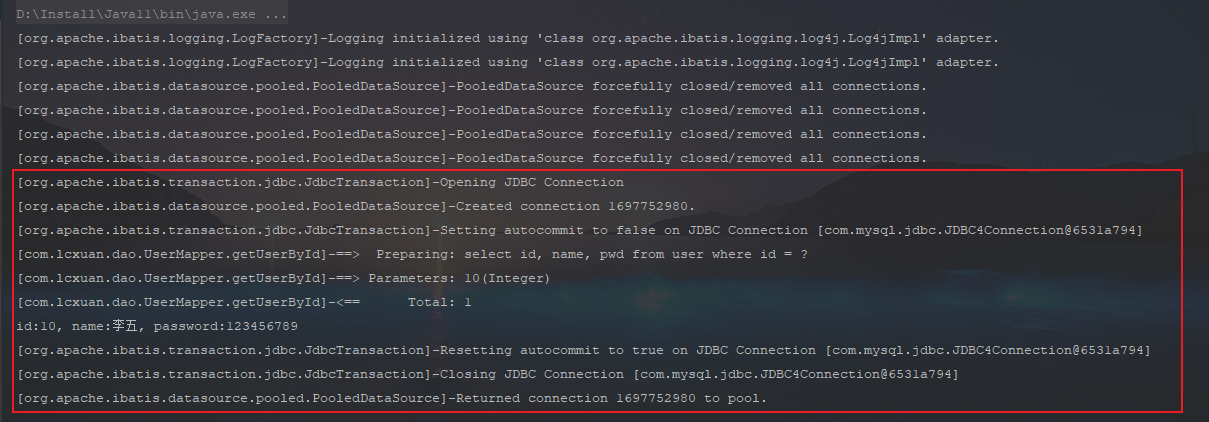 D:\Install\Java11\bin\java.exe ...
[org.apache.ibatis.logging.LogFactory]-Logging initialized using 'class org.apache.ibatis.logging.log4j.Log4jImpl' adapter.
[org.apache.ibatis.logging.LogFactory]-Logging initialized using 'class org.apache.ibatis.logging.log4j.Log4jImpl' adapter.
[org.apache.ibatis.datasource.pooled.PooledDataSource]-PooledDataSource forcefully closed/removed all connections.
[org.apache.ibatis.datasource.pooled.PooledDataSource]-PooledDataSource forcefully closed/removed all connections.
[org.apache.ibatis.datasource.pooled.PooledDataSource]-PooledDataSource forcefully closed/removed all connections.
[org.apache.ibatis.datasource.pooled.PooledDataSource]-PooledDataSource forcefully closed/removed all connections.
[org.apache.ibatis.transaction.jdbc.JdbcTransaction]-Opening JDBC Connection
[org.apache.ibatis.datasource.pooled.PooledDataSource]-Created connection 1697752980.
[org.apache.ibatis.transaction.jdbc.JdbcTransaction]-Setting autocommit to false on JDBC Connection [com.mysql.jdbc.JDBC4Connection@6531a794]
[com.lcxuan.dao.UserMapper.getUserById]-==>  Preparing: select id, name, pwd from user where id = ?
[com.lcxuan.dao.UserMapper.getUserById]-==> Parameters: 10(Integer)
[com.lcxuan.dao.UserMapper.getUserById]-<==      Total: 1
id:10, name:李五, password:123456789
[org.apache.ibatis.transaction.jdbc.JdbcTransaction]-Resetting autocommit to true on JDBC Connection [com.mysql.jdbc.JDBC4Connection@6531a794]
[org.apache.ibatis.transaction.jdbc.JdbcTransaction]-Closing JDBC Connection [com.mysql.jdbc.JDBC4Connection@6531a794]
[org.apache.ibatis.datasource.pooled.PooledDataSource]-Returned connection 1697752980 to pool.